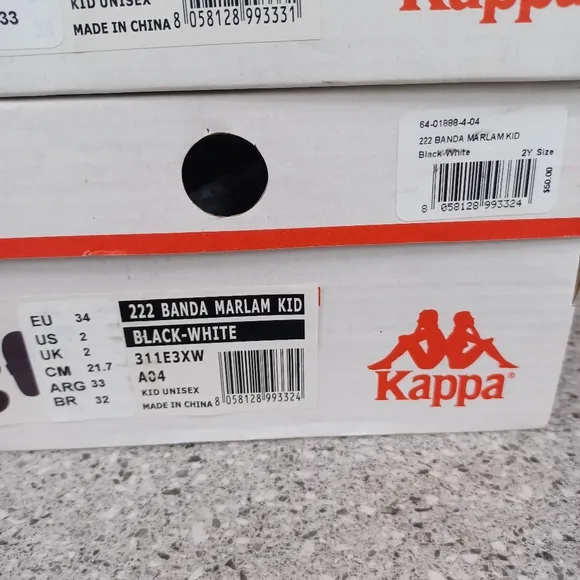 33
KID UNISEX
MADE IN CHINA
8 058128 993331
Kappa
64-01888-4-04
222 BANDA MARLAM KID
Black-White 2Y Size
$50.00
8 058128 993324
EU 34
US 2
UK 2
CM 21.7
ARG 33
BR 32
222 BANDA MARLAM KID
BLACK-WHITE
311E3XW
A04
KID UNISEX
MADE IN CHINA
8 058128 993324
Kappa®